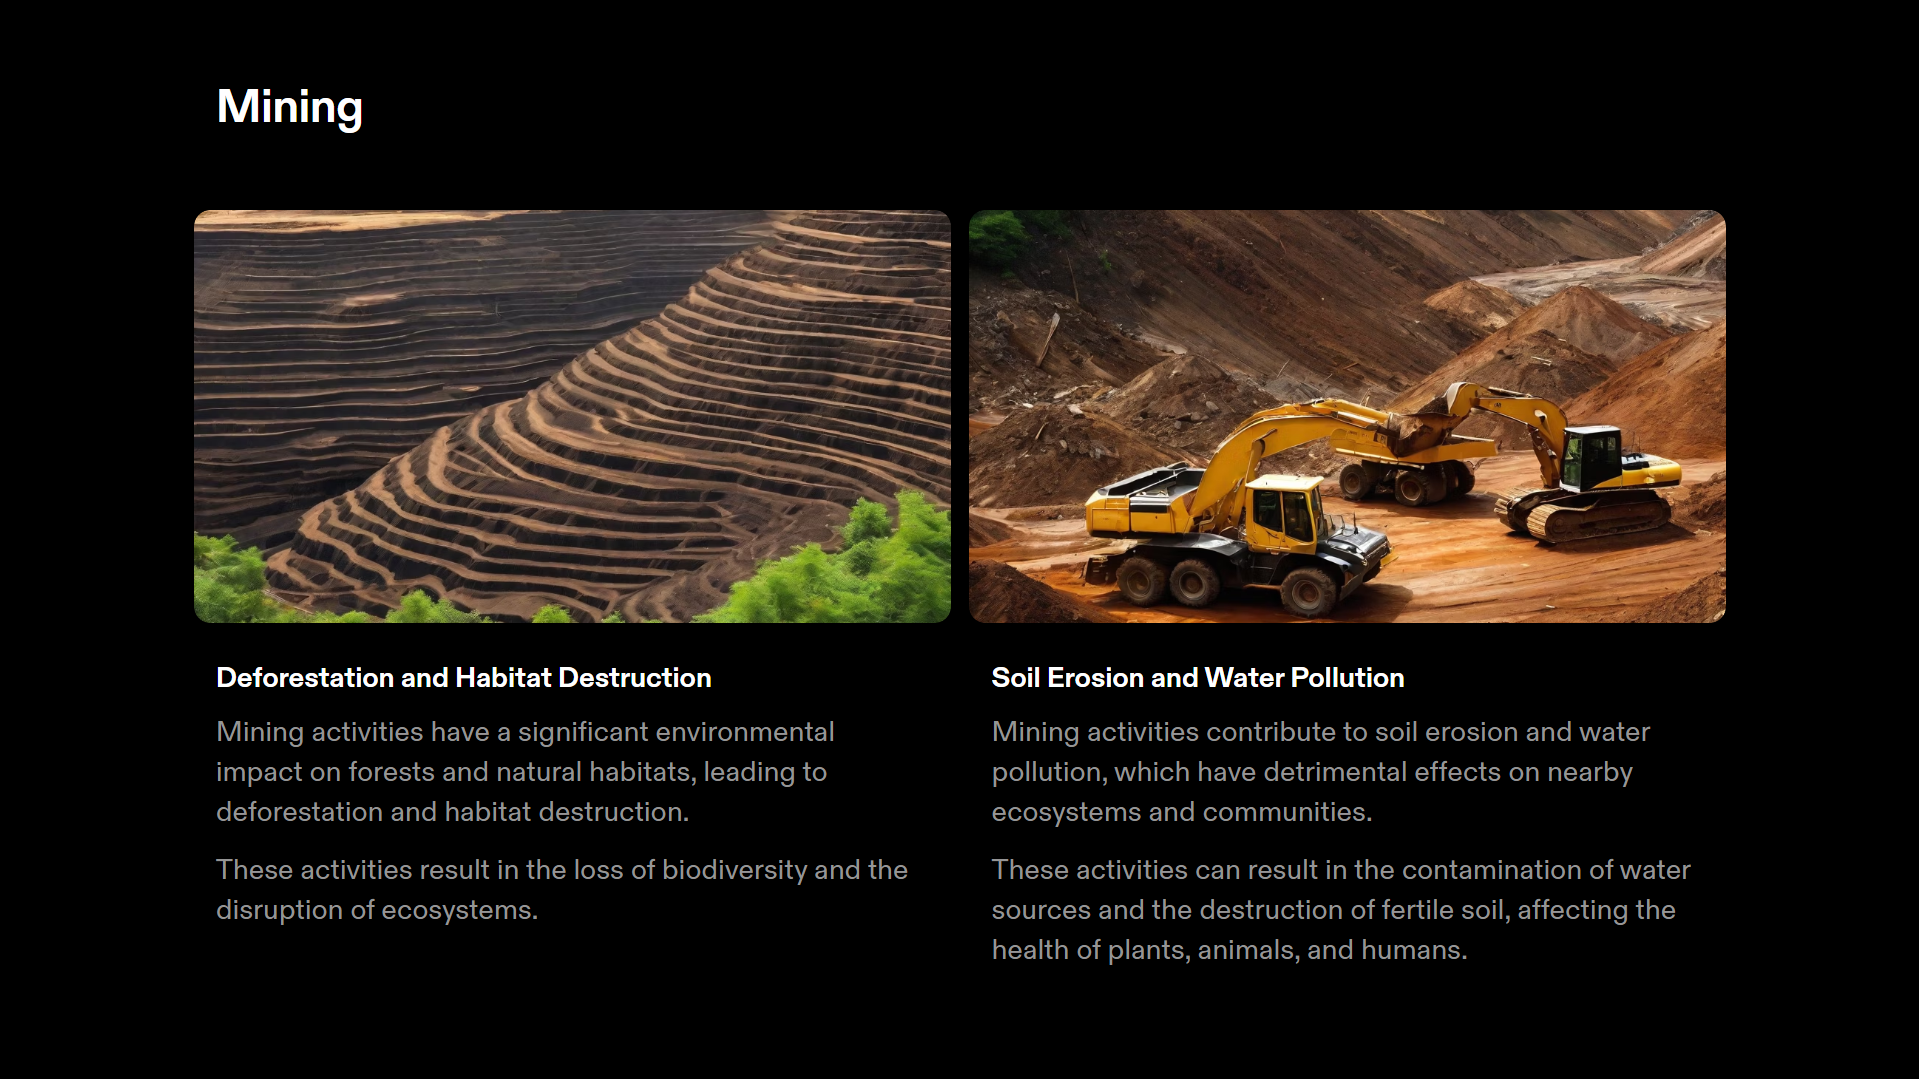 Mining
Deforestation and Habitat Destruction
Mining activities have a significant environmental
impact on forests and natural habitats, leading to
deforestation and habitat destruction.
These activities result in the loss of biodiversity and the
disruption of ecosystems.
Soil Erosion and Water Pollution
Mining activities contribute to soil erosion and water
pollution, which have detrimental effects on nearby
ecosystems and communities.
These activities can result in the contamination of water
sources and the destruction of fertile soil, affecting the
health of plants, animals, and humans.